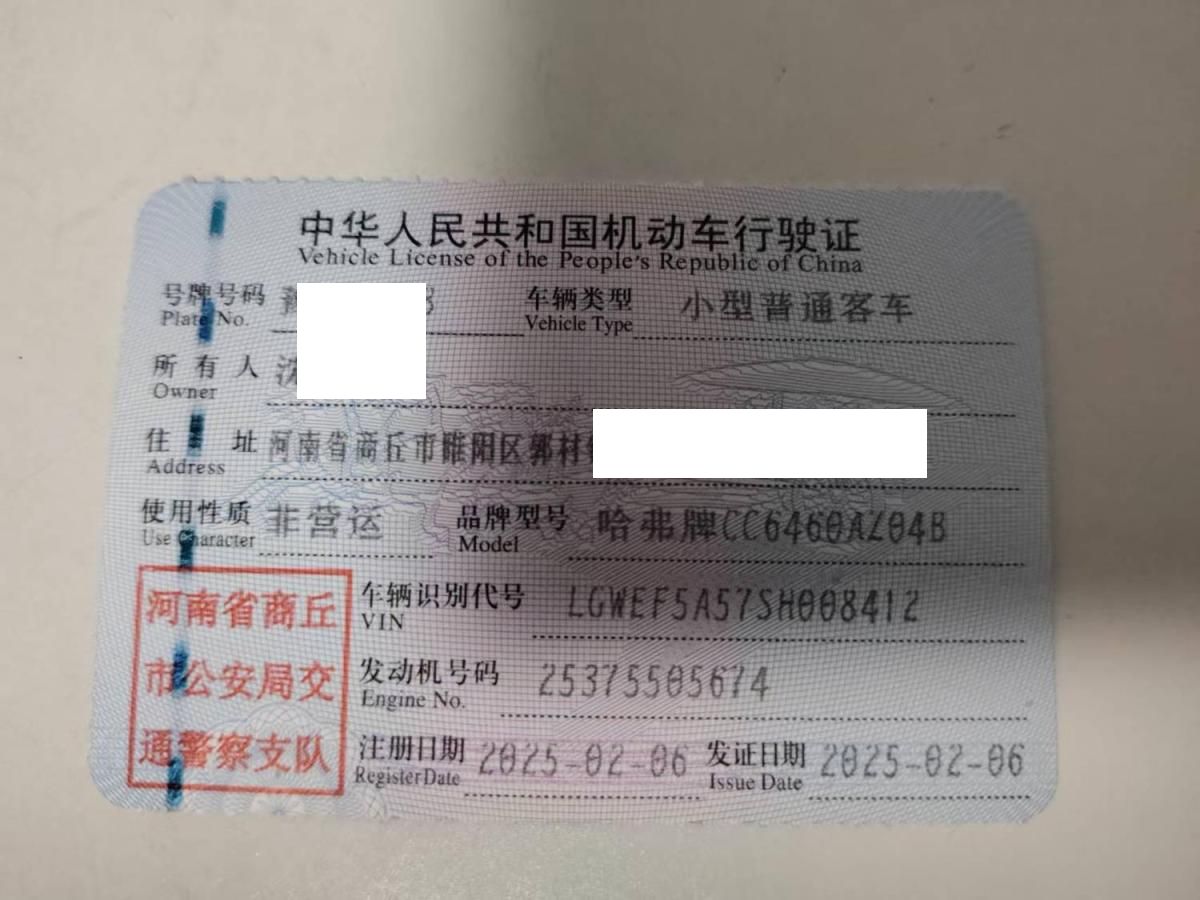 中华人民共和国机动车行驶证
Vehicle License of the People's Republic of China
号牌号码 豫 车辆类型 小型普通客车
Plate No. Vehicle Type
所有人 沈
Owner
住址 河南省商丘市睢阳区郭村
Address
使用性质 非营运 品牌型号 哈弗牌CC6460AZ04B
Use Character Model
河南省商丘
市公安局交
通警察支队
车辆识别代号 LGWEF5A57SH008412
VIN
发动机号码 25375505674
Engine No.
注册日期 2025-02-06 发证日期 2025-02-06
Register Date Issue Date